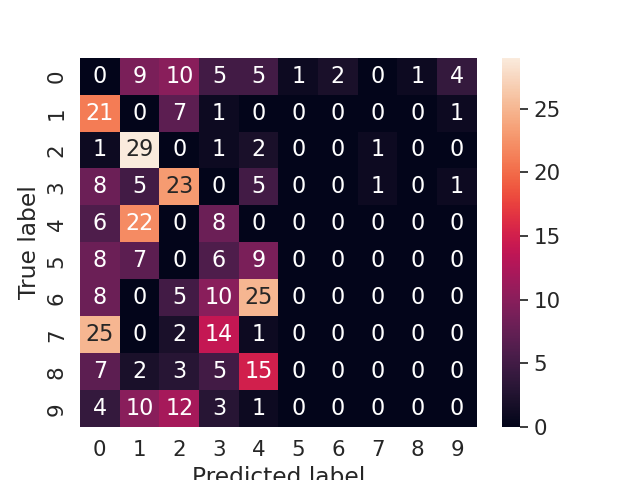 0 0 9 10 5 5 1 2 0 1 4
1 21 0 7 1 0 0 0 0 0 1
2 1 29 0 1 2 0 0 1 0 0
3 8 5 23 0 5 0 0 1 0 1
4 6 22 0 8 0 0 0 0 0 0
5 8 7 0 6 9 0 0 0 0 0
6 8 0 5 10 25 0 0 0 0 0
7 25 0 2 14 1 0 0 0 0 0
8 7 2 3 5 15 0 0 0 0 0
9 4 10 12 3 1 0 0 0 0 0
0 1 2 3 4 5 6 7 8 9
Predicted label
True label
25
20
15
10
5
0